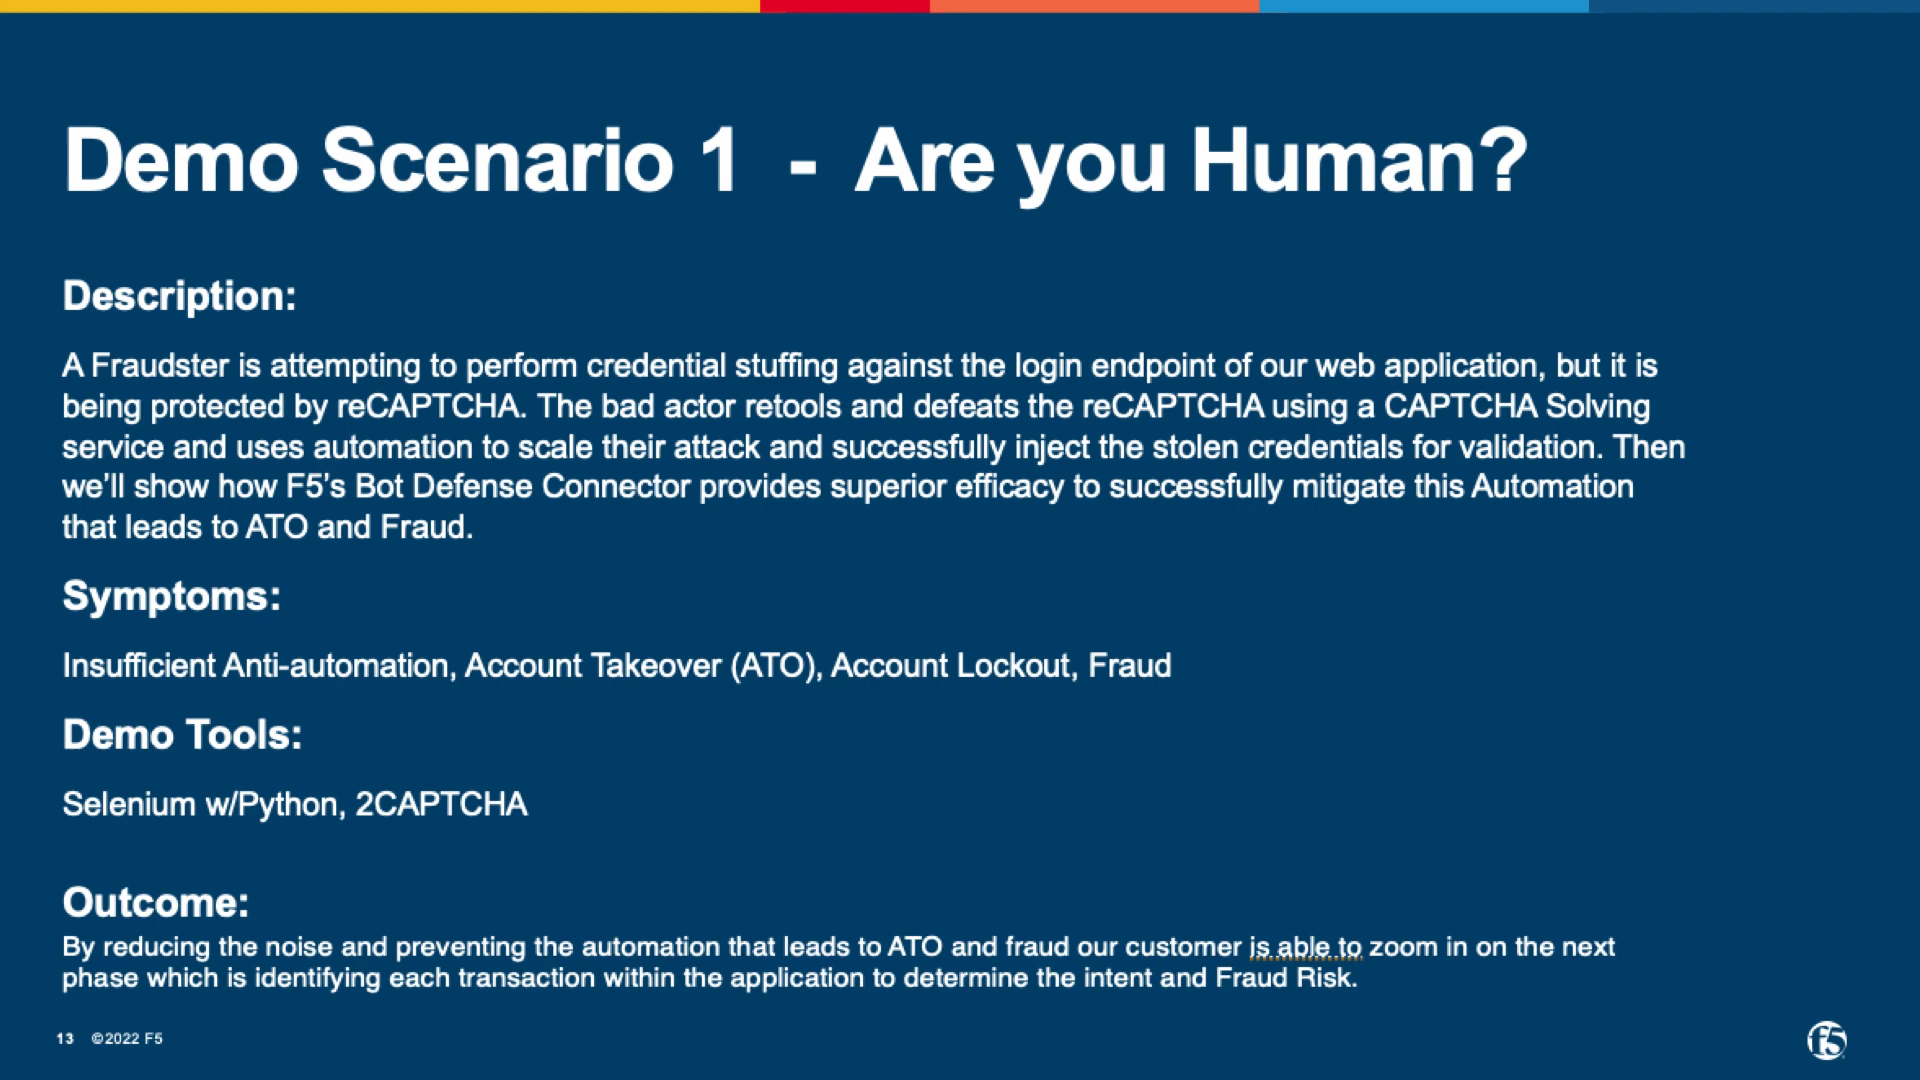 Demo Scenario 1 - Are you Human?
Description:
A Fraudster is attempting to perform credential stuffing against the login endpoint of our web application, but it is
being protected by reCAPTCHA. The bad actor retools and defeats the reCAPTCHA using a CAPTCHA Solving
service and uses automation to scale their attack and successfully inject the stolen credentials for validation. Then
we'll show how F5's Bot Defense Connector provides superior efficacy to successfully mitigate this Automation
that leads to ATO and Fraud.
Symptoms:
Insufficient Anti-automation, Account Takeover (ATO), Account Lockout, Fraud
Demo Tools:
Selenium w/Python, 2CAPTCHA
Outcome:
By reducing the noise and preventing the automation that leads to ATO and fraud our customer is able to zoom in on the next
phase which is identifying each transaction within the application to determine the intent and Fraud Risk.
13 ©2022 F5
f5